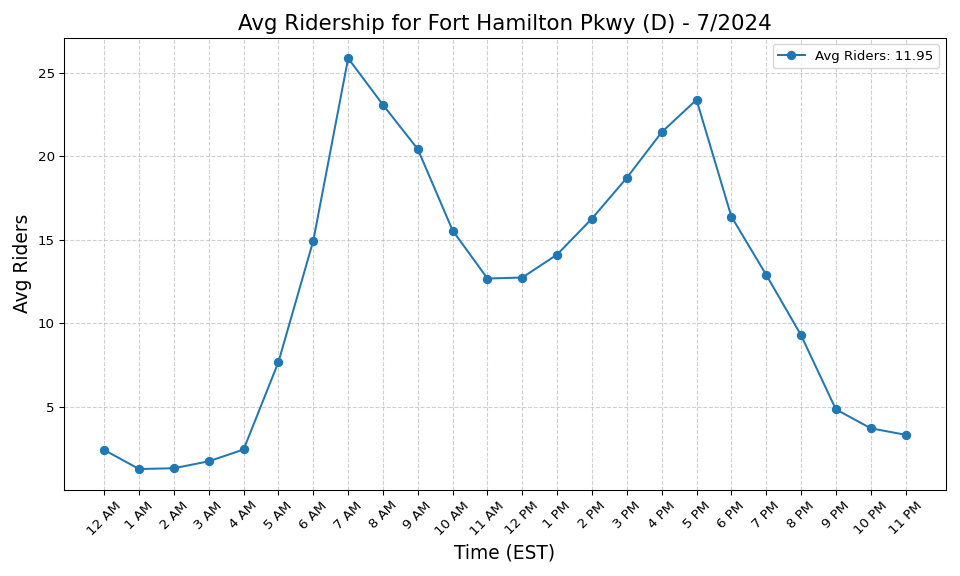 Avg Ridership for Fort Hamilton Pkwy (D) - 7/2024
Avg Riders: 11.95
Avg Riders
25
20
15
10
5
12 AM
1 AM
2 AM
3 AM
4 AM
5 AM
6 AM
7 AM
8 AM
9 AM
10 AM
11 AM
12 PM
1 PM
2 PM
3 PM
4 PM
5 PM
6 PM
7 PM
8 PM
9 PM
10 PM
11 PM
Time (EST)